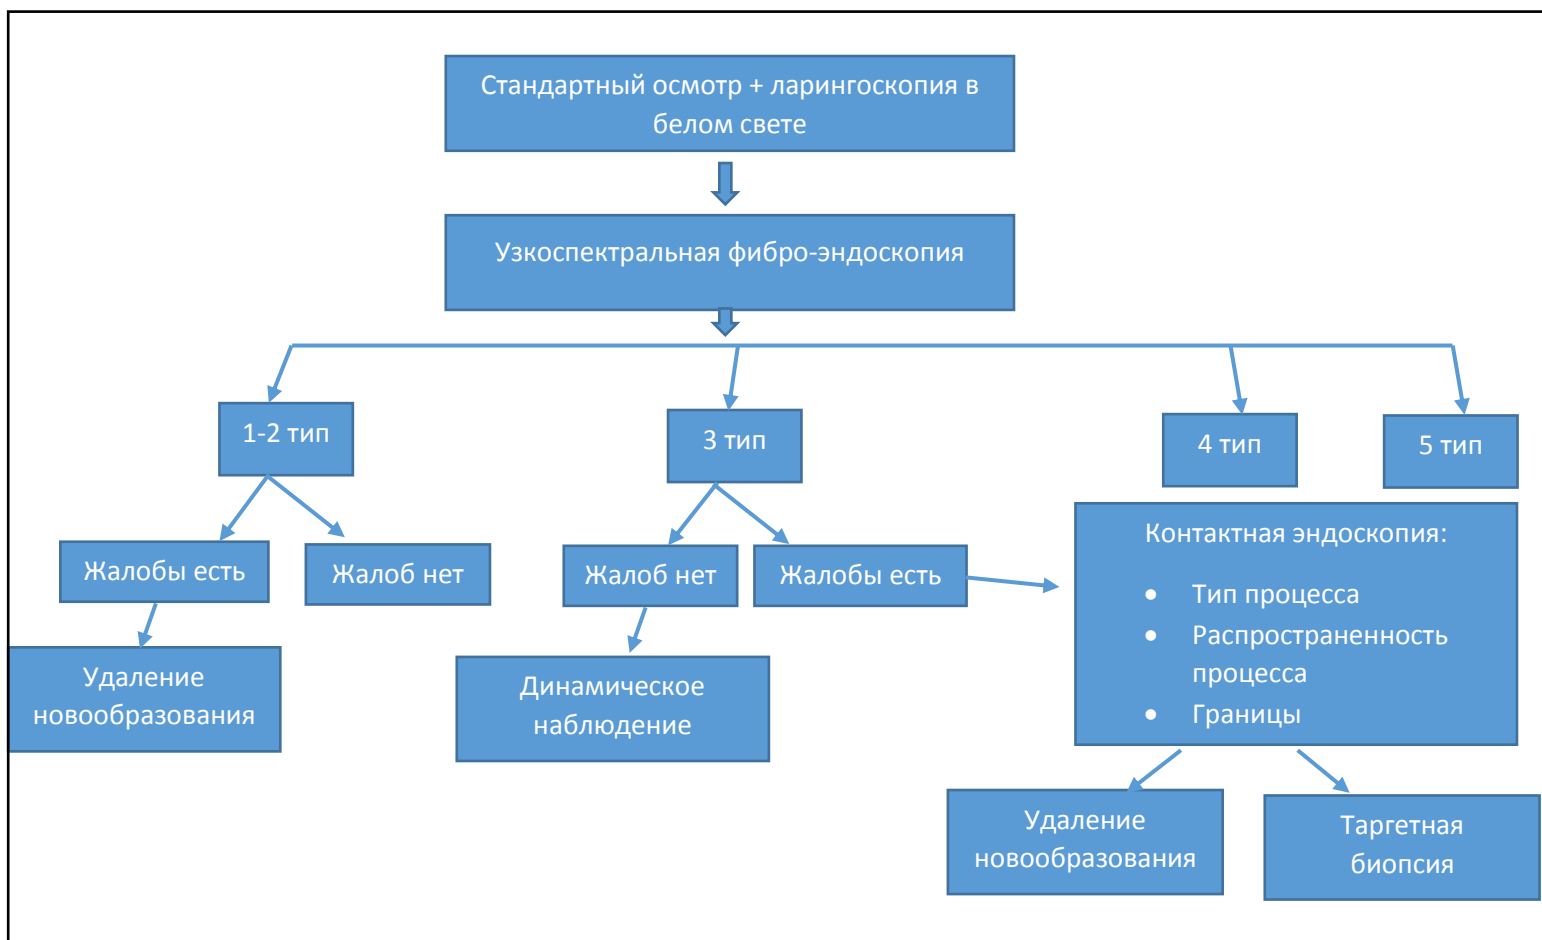 Стандартный осмотр + ларингоскопия в
белом свете
Узкоспектральная фибро-эндоскопия
1-2 тип
3 тип
4 тип
5 тип
Жалобы есть
Жалоб нет
Жалоб нет
Жалобы есть
Контактная эндоскопия:
• Тип процесса
• Распространенность
процесса
• Границы
Удаление
новообразования
Динамическое
наблюдение
Удаление
новообразования
Таргетная
биопсия